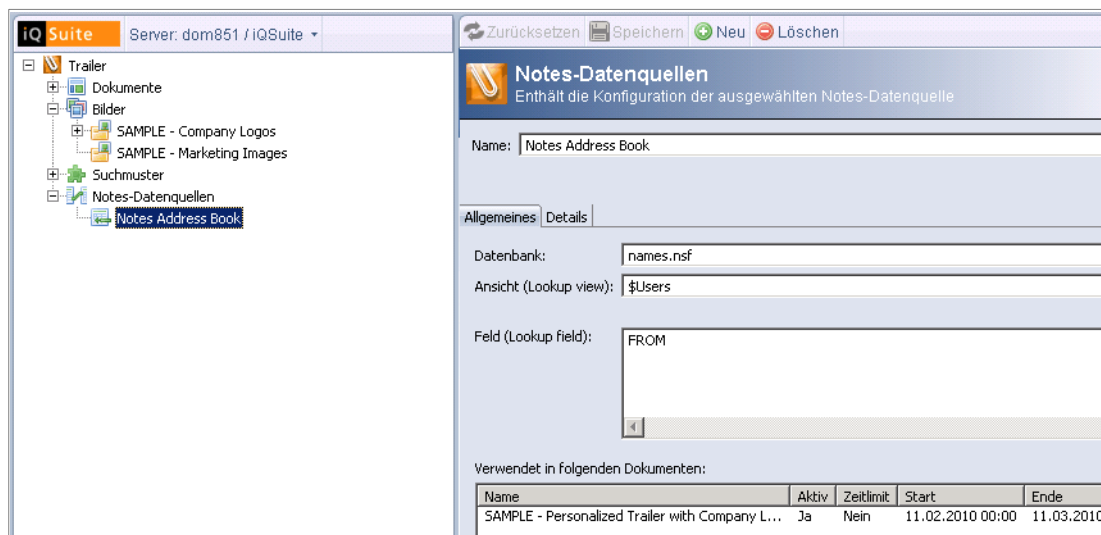 iQ Suite Server: dom851 / iQSuite
Trailer
Dokumente
Bilder
SAMPLE - Company Logos
SAMPLE - Marketing Images
Suchmuster
Notes-Datenquellen
Notes Address Book
Zurücksetzen Speichern Neu Löschen
Notes-Datenquellen
Enthält die Konfiguration der ausgewählten Notes-Datenquelle
Name: Notes Address Book
Allgemeines Details
Datenbank: names.nsf
Ansicht (Lookup view): $Users
Feld (Lookup field): FROM
Verwendet in folgenden Dokumenten:
Name Aktiv Zeitlimit Start Ende
SAMPLE - Personalized Trailer with Company L... Ja Nein 11.02.2010 00:00 11.03.2010